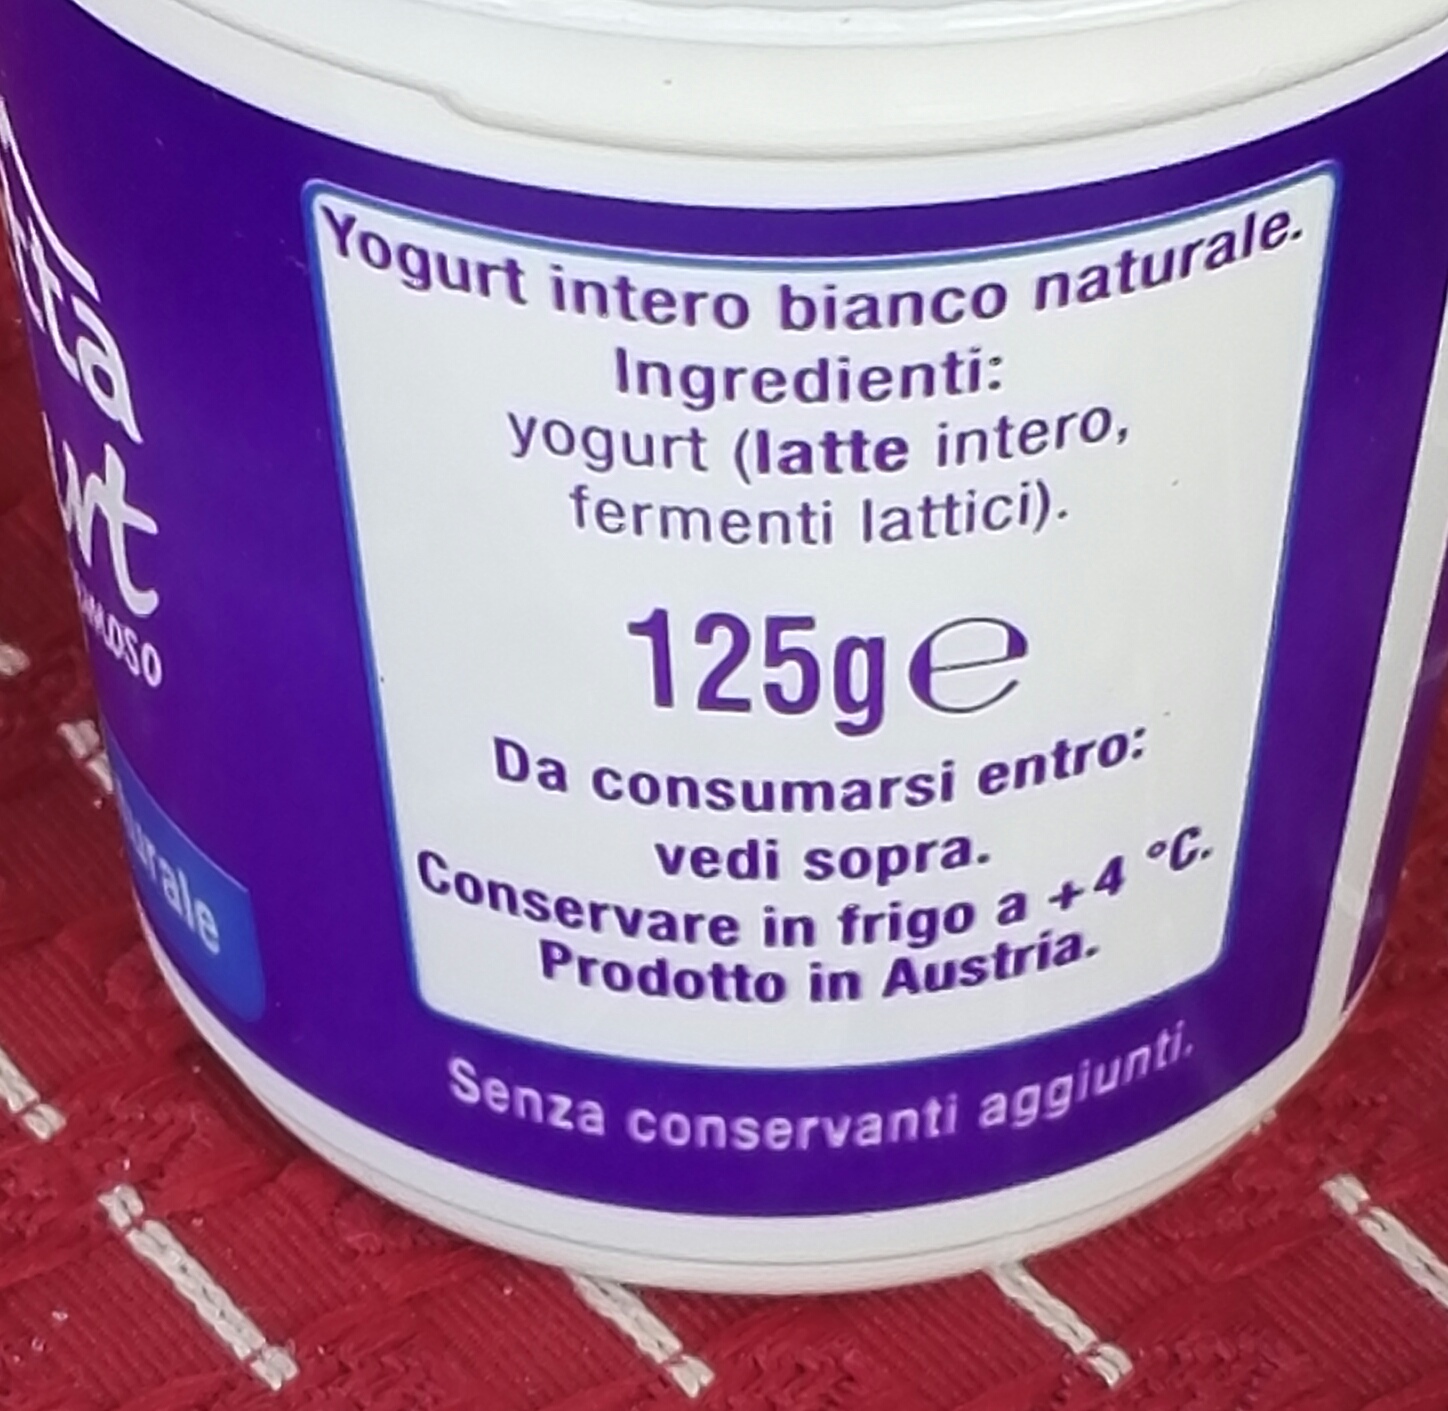 Yogurt intero bianco naturale.
Ingredienti:
yogurt (latte intero,
fermenti lattici).
125g ℮
Da consumarsi entro:
vedi sopra.
Conservare in frigo a +4 °C.
Prodotto in Austria.
Senza conservanti aggiunti.